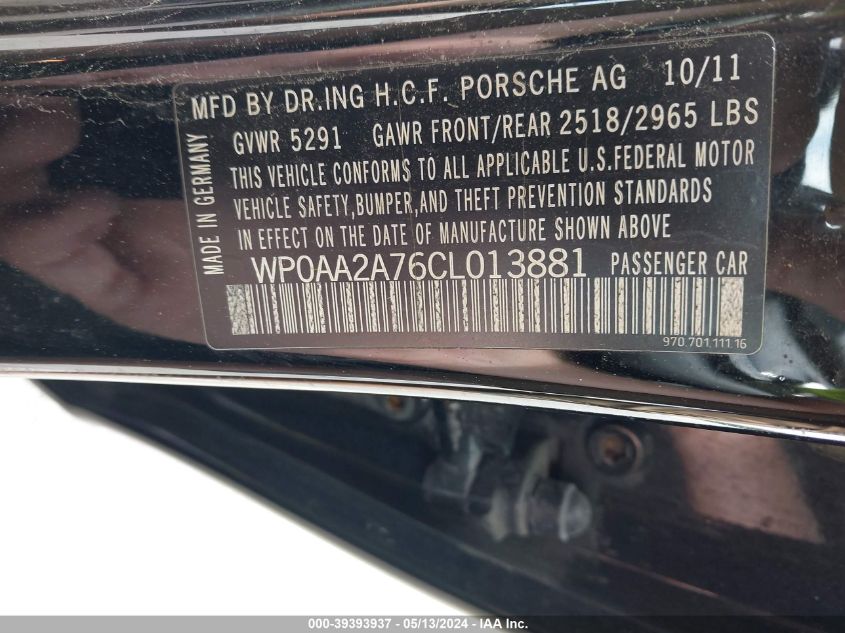 MFD BY DR.ING H.C.F. PORSCHE AG 10/11
GVWR 5291 GAWR FRONT/REAR 2518/2965 LBS
THIS VEHICLE CONFORMS TO ALL APPLICABLE U.S.FEDERAL MOTOR
VEHICLE SAFETY,BUMPER,AND THEFT PREVENTION STANDARDS
IN EFFECT ON THE DATE OF MANUFACTURE SHOWN ABOVE
WP0AA2A76CL013881 PASSENGER CAR
970.701.111.16
MADE IN GERMANY
000-39393937 - 05/13/2024 - IAA Inc.